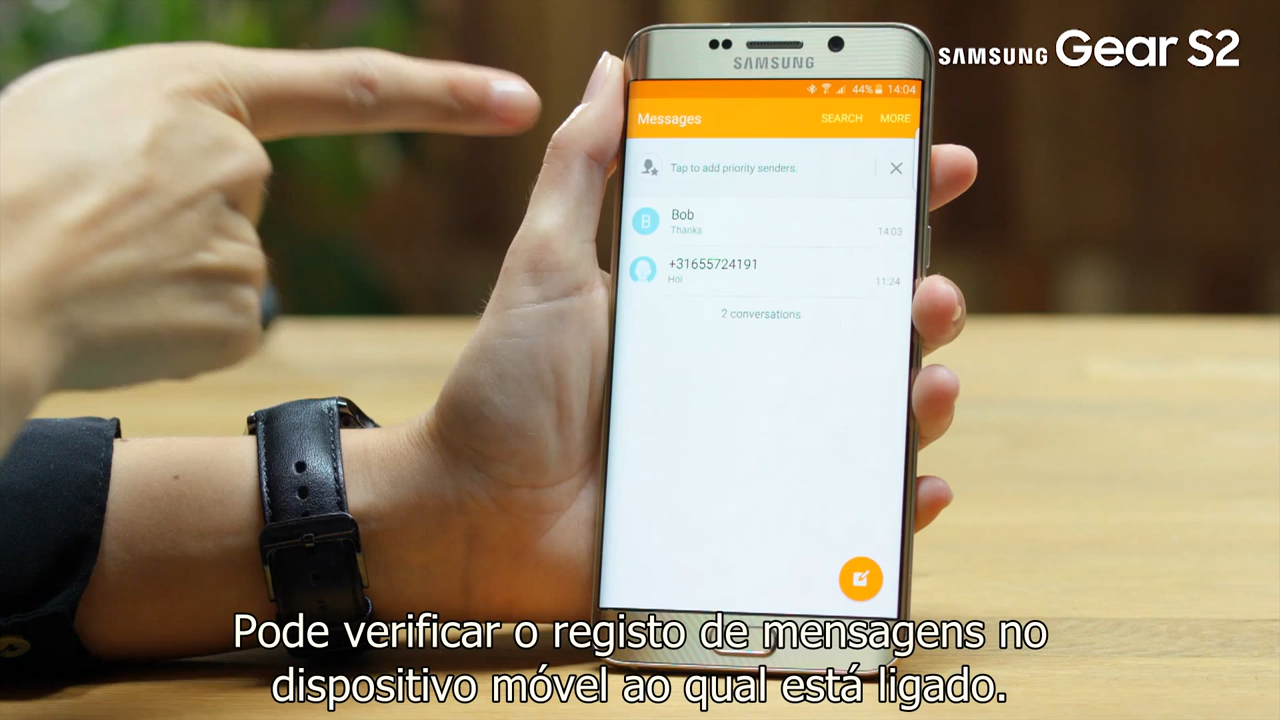 SAMSUNG Gear S2
SAMSUNG
44% 14:04
Messages SEARCH MORE
Tap to add priority senders.
B Bob
Thanks 14:03
+31655724191
Hoi 11:24
2 conversations
Pode verificar o registo de mensagens no
dispositivo móvel ao qual está ligado.